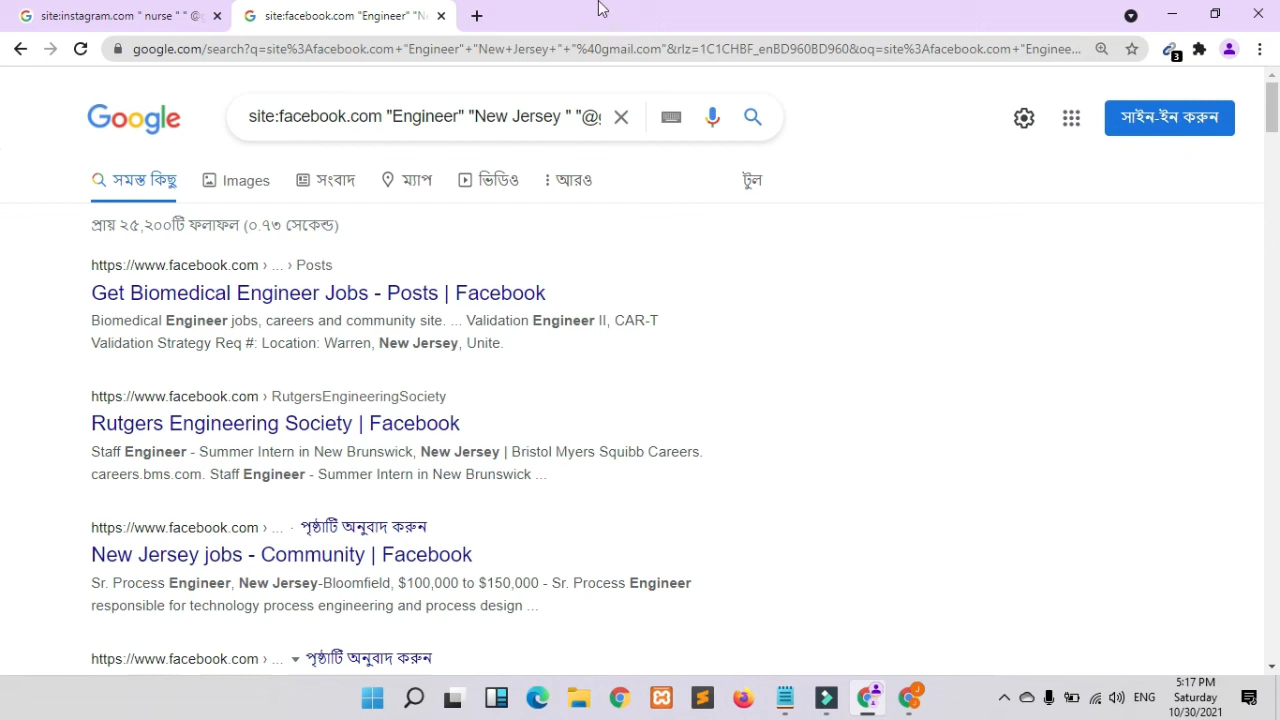 site:instagram.com " nurse " "@g
site:facebook.com "Engineer" "Ne
google.com/search?q=site%3Afacebook.com+"Engineer"+"New+Jersey+"+"%40gmail.com"&rlz=1C1CHBF_enBD960BD960&oq=site%3Afacebook.com+"Enginee...
3
Google
site:facebook.com "Engineer" "New Jersey " "@g
সাইন-ইন করুন
সমস্ত কিছু
Images
সংবাদ
ম্যাপ
ভিডিও
আরও
টুল
প্রায় ২৫,২০০টি ফলাফল (০.৭৩ সেকেন্ড)
https://www.facebook.com › ... › Posts
Get Biomedical Engineer Jobs - Posts | Facebook
Biomedical Engineer jobs, careers and community site. ... Validation Engineer II, CAR-T
Validation Strategy Req #: Location: Warren, New Jersey, Unite.
https://www.facebook.com › RutgersEngineeringSociety
Rutgers Engineering Society | Facebook
Staff Engineer - Summer Intern in New Brunswick, New Jersey | Bristol Myers Squibb Careers.
careers.bms.com. Staff Engineer - Summer Intern in New Brunswick ...
https://www.facebook.com › ... · পৃষ্ঠাটি অনুবাদ করুন
New Jersey jobs - Community | Facebook
Sr. Process Engineer, New Jersey-Bloomfield, $100,000 to $150,000 - Sr. Process Engineer
responsible for technology process engineering and process design ...
https://www.facebook.com › ... পৃষ্ঠাটি অনুবাদ করুন
J
ENG
5:17 PM
Saturday
10/30/2021